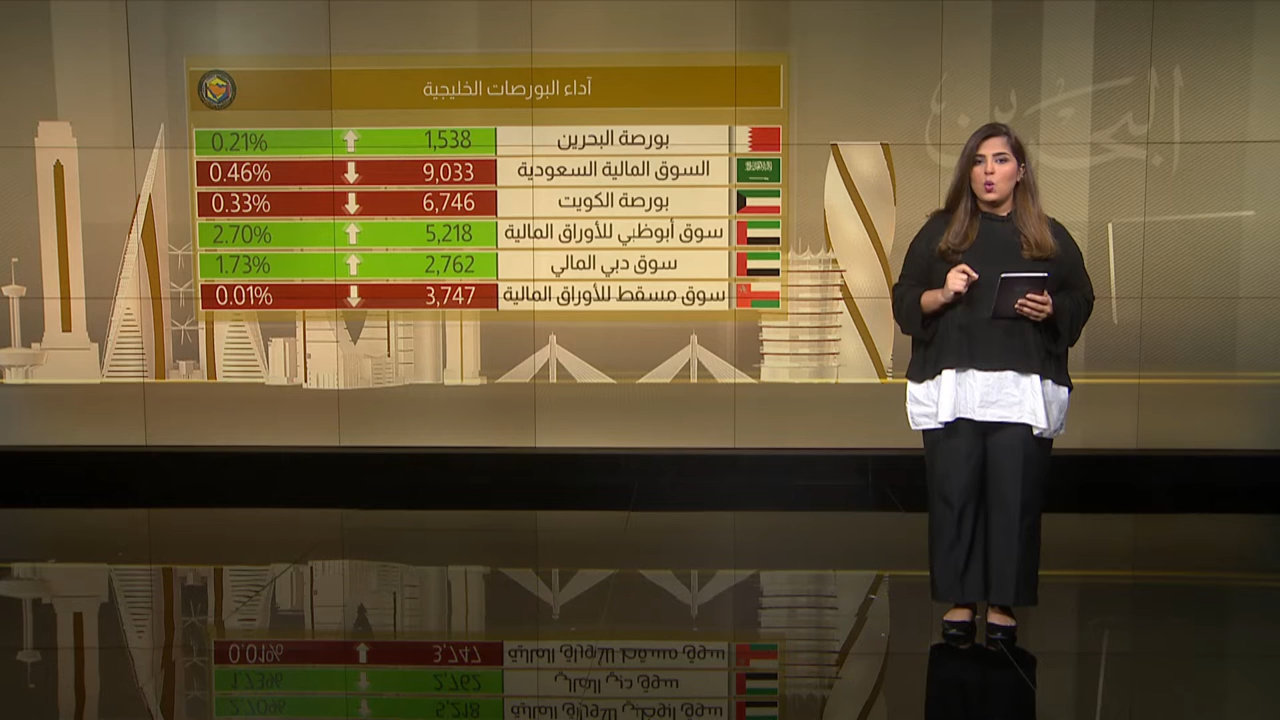 آداء البورصات الخليجية
بورصة البحرين 1,538 0.21%
السوق المالية السعودية 9,033 0.46%
بورصة الكويت 6,746 0.33%
سوق أبوظبي للأوراق المالية 5,218 2.70%
سوق دبي المالي 2,762 1.73%
سوق مسقط للأوراق المالية 3,747 0.01%
البحرين